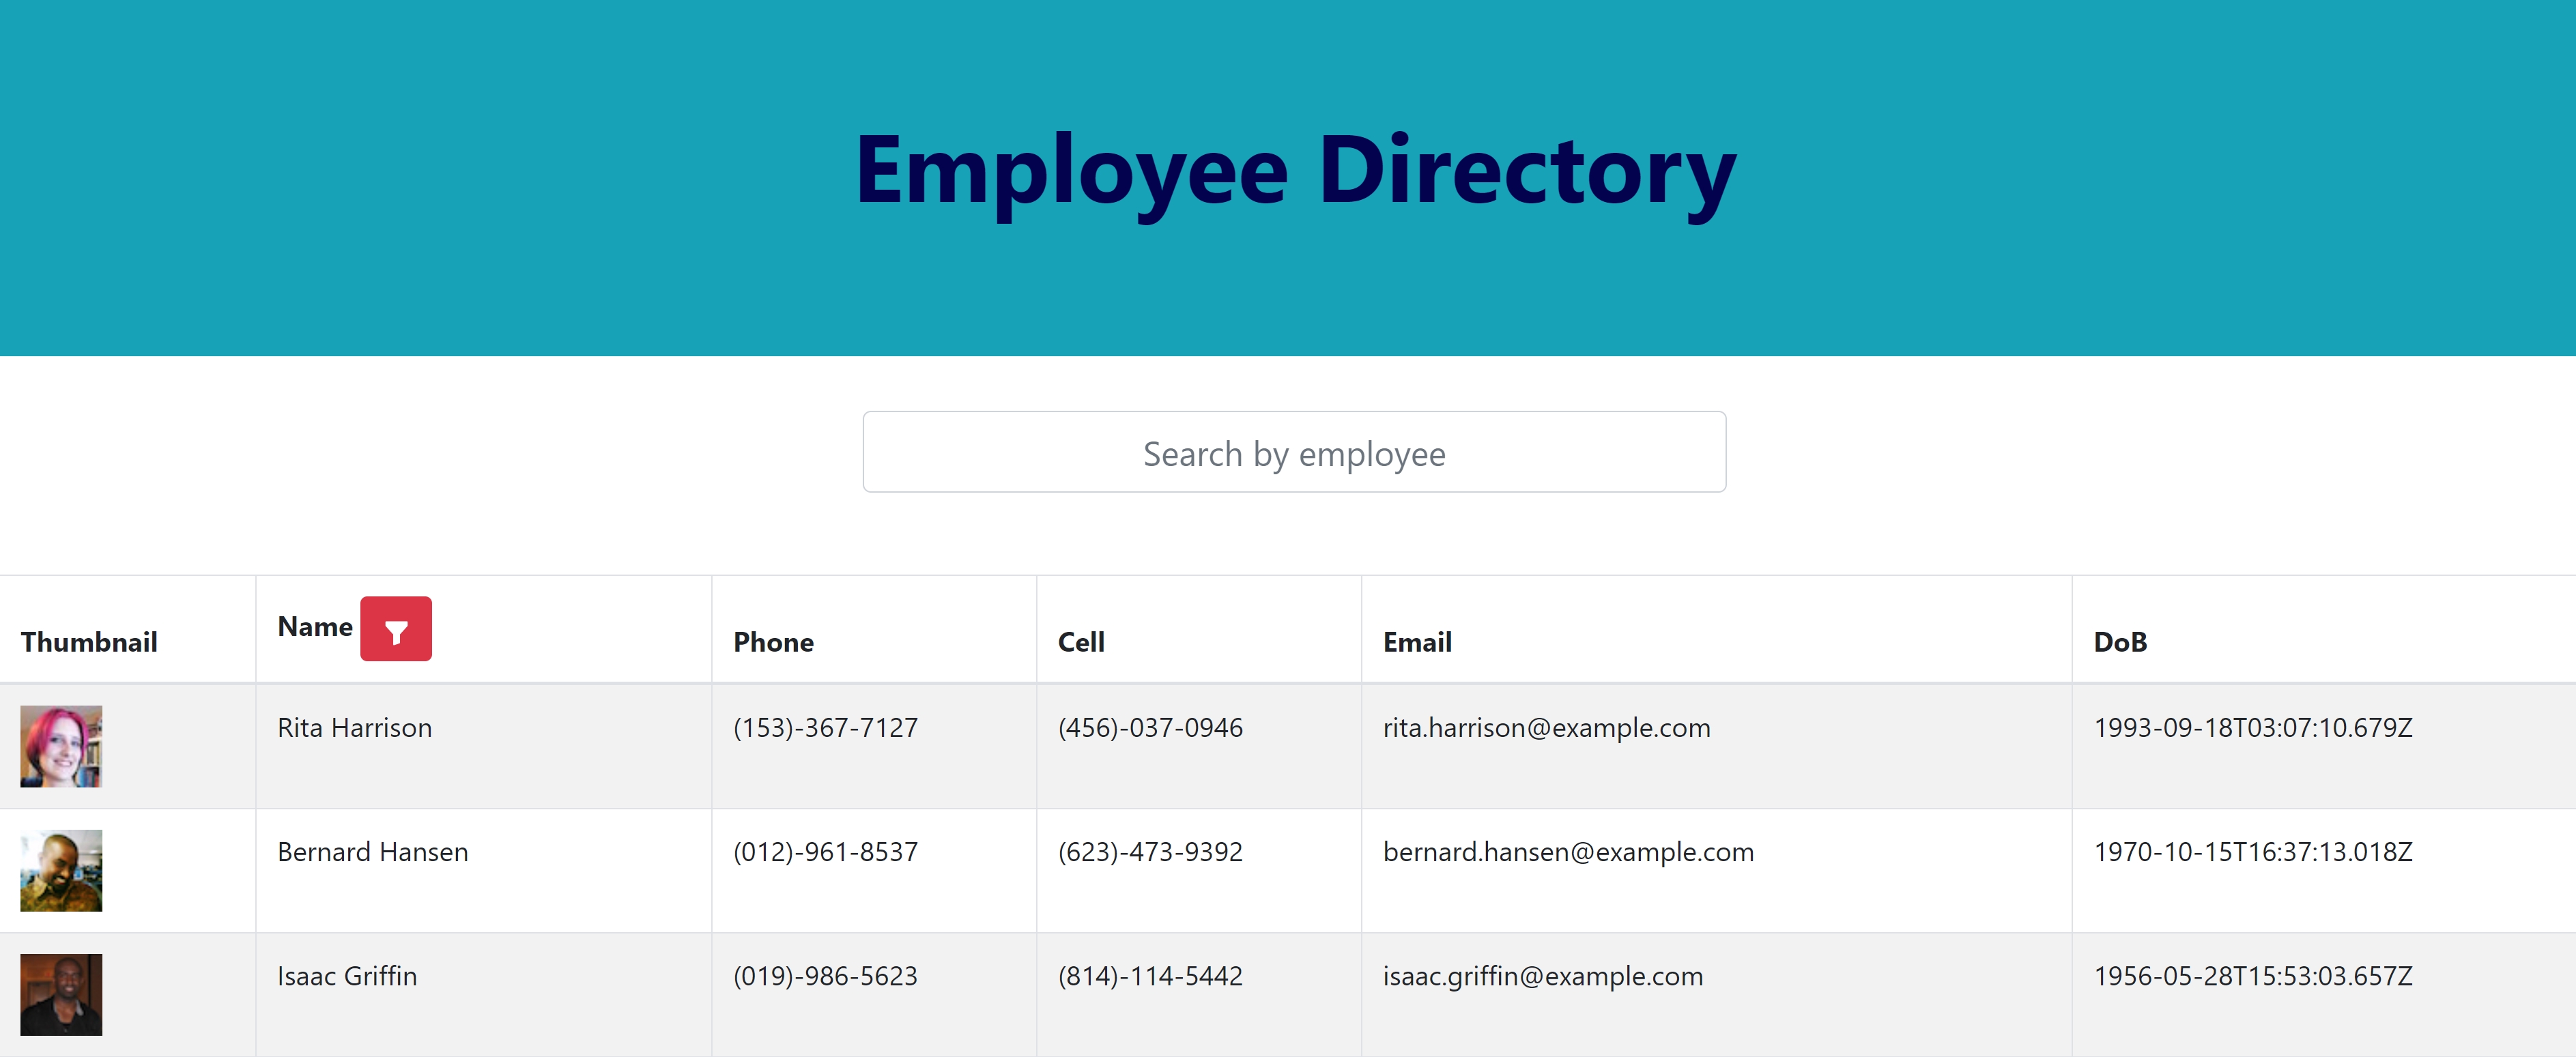 Employee Directory
Search by employee
Thumbnail Name Phone Cell Email DoB
Rita Harrison (153)-367-7127 (456)-037-0946 rita.harrison@example.com 1993-09-18T03:07:10.679Z
Bernard Hansen (012)-961-8537 (623)-473-9392 bernard.hansen@example.com 1970-10-15T16:37:13.018Z
Isaac Griffin (019)-986-5623 (814)-114-5442 isaac.griffin@example.com 1956-05-28T15:53:03.657Z